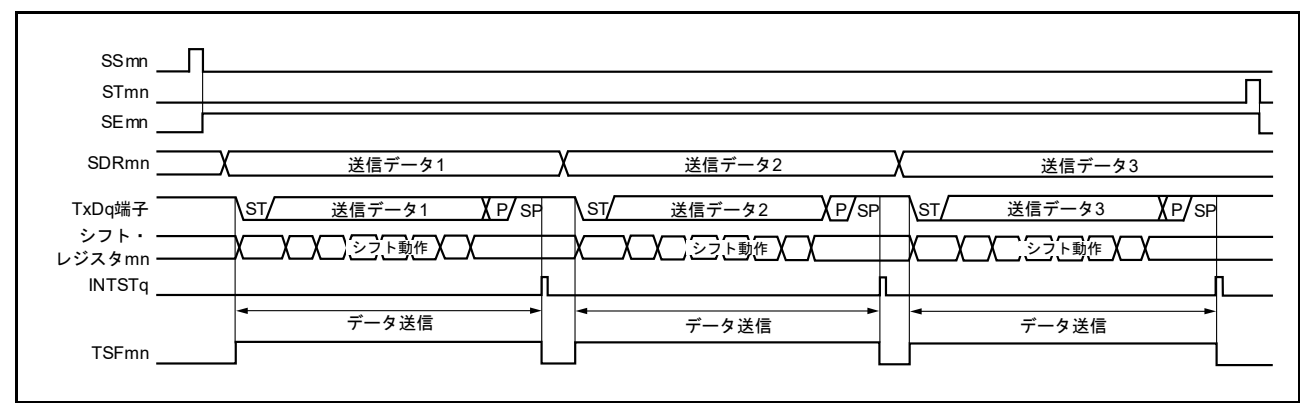 SSmn
STmn
SEmn
SDRmn 送信データ1 送信データ2 送信データ3
TxDq端子 ST 送信データ1 P SP ST 送信データ2 P SP ST 送信データ3 P SP
シフト・
レジスタmn シフト動作 シフト動作 シフト動作
INTSTq
データ送信 データ送信 データ送信
TSFmn